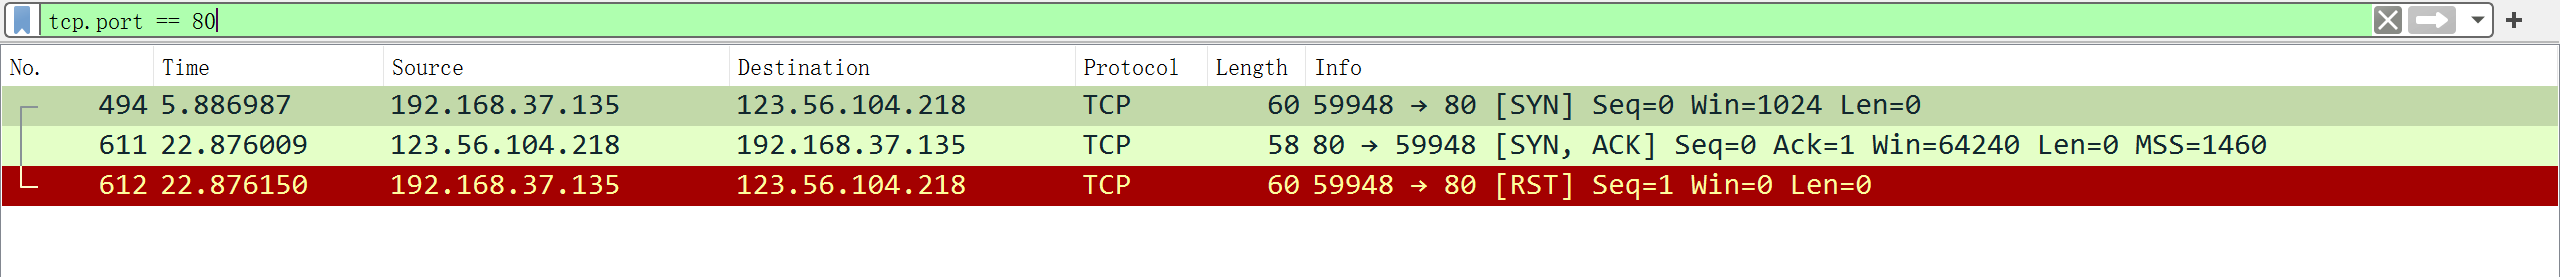 tcp.port == 80
No. Time Source Destination Protocol Length Info
494 5.886987 192.168.37.135 123.56.104.218 TCP 60 59948 → 80 [SYN] Seq=0 Win=1024 Len=0
611 22.876009 123.56.104.218 192.168.37.135 TCP 58 80 → 59948 [SYN, ACK] Seq=0 Ack=1 Win=64240 Len=0 MSS=1460
612 22.876150 192.168.37.135 123.56.104.218 TCP 60 59948 → 80 [RST] Seq=1 Win=0 Len=0